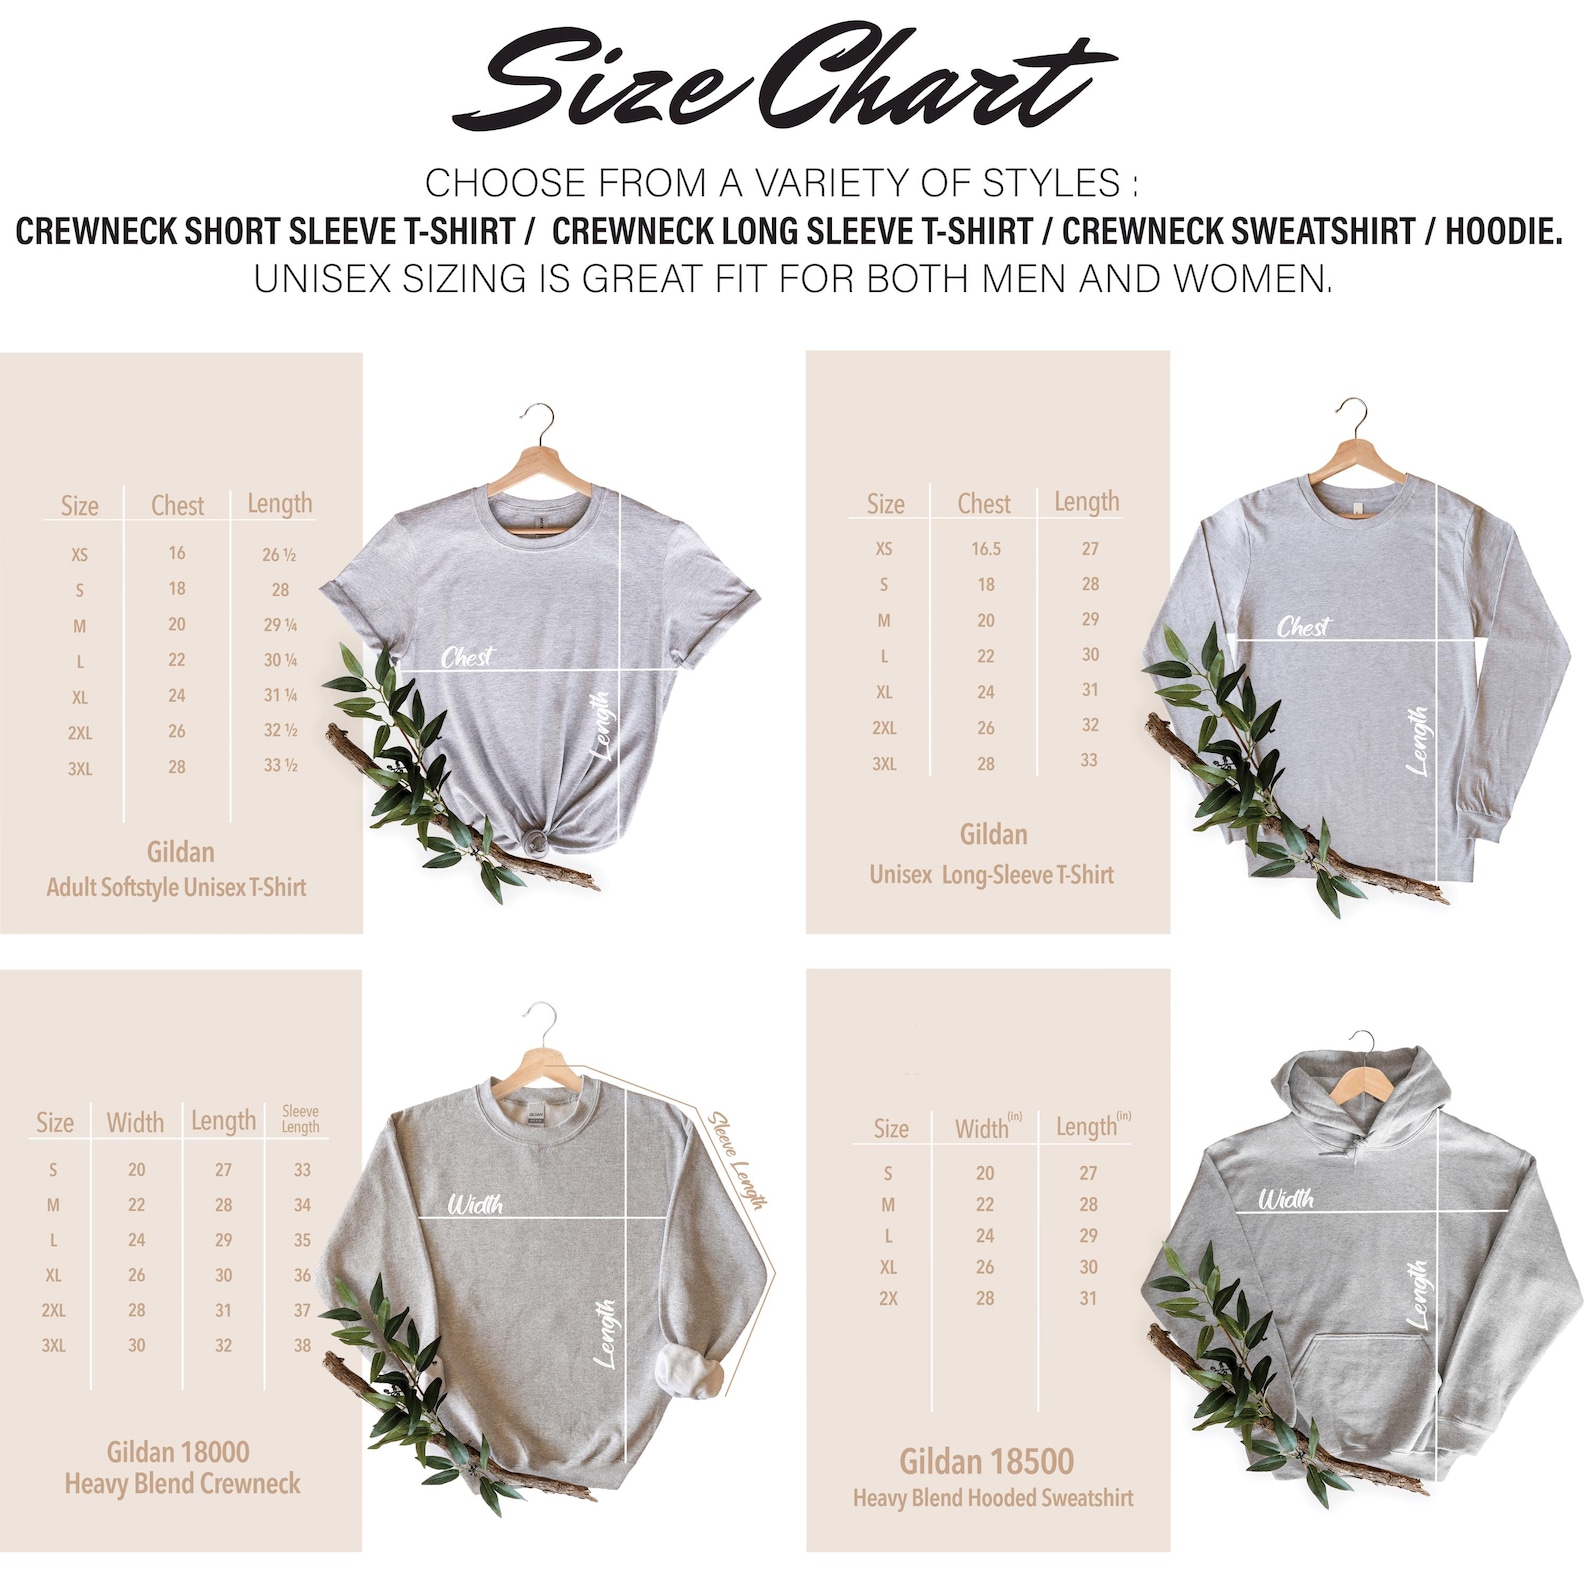 Size Chart
CHOOSE FROM A VARIETY OF STYLES :
CREWNECK SHORT SLEEVE T-SHIRT / CREWNECK LONG SLEEVE T-SHIRT / CREWNECK SWEATSHIRT / HOODIE.
UNISEX SIZING IS GREAT FIT FOR BOTH MEN AND WOMEN.
Size Chest Length
XS 16 26 ½
S 18 28
M 20 29 ¼
L 22 30 ¼
XL 24 31 ¼
2XL 26 32 ½
3XL 28 33 ½
Gildan
Adult Softstyle Unisex T-Shirt
Chest
Length
Size Chest Length
XS 16.5 27
S 18 28
M 20 29
L 22 30
XL 24 31
2XL 26 32
3XL 28 33
Gildan
Unisex Long-Sleeve T-Shirt
Chest
Length
Size Width Length Sleeve Length
S 20 27 33
M 22 28 34
L 24 29 35
XL 26 30 36
2XL 28 31 37
3XL 30 32 38
Gildan 18000
Heavy Blend Crewneck
GILDAN
Sleeve Length
Width
Length
Size Width(in) Length(in)
S 20 27
M 22 28
L 24 29
XL 26 30
2X 28 31
Gildan 18500
Heavy Blend Hooded Sweatshirt
Width
Length